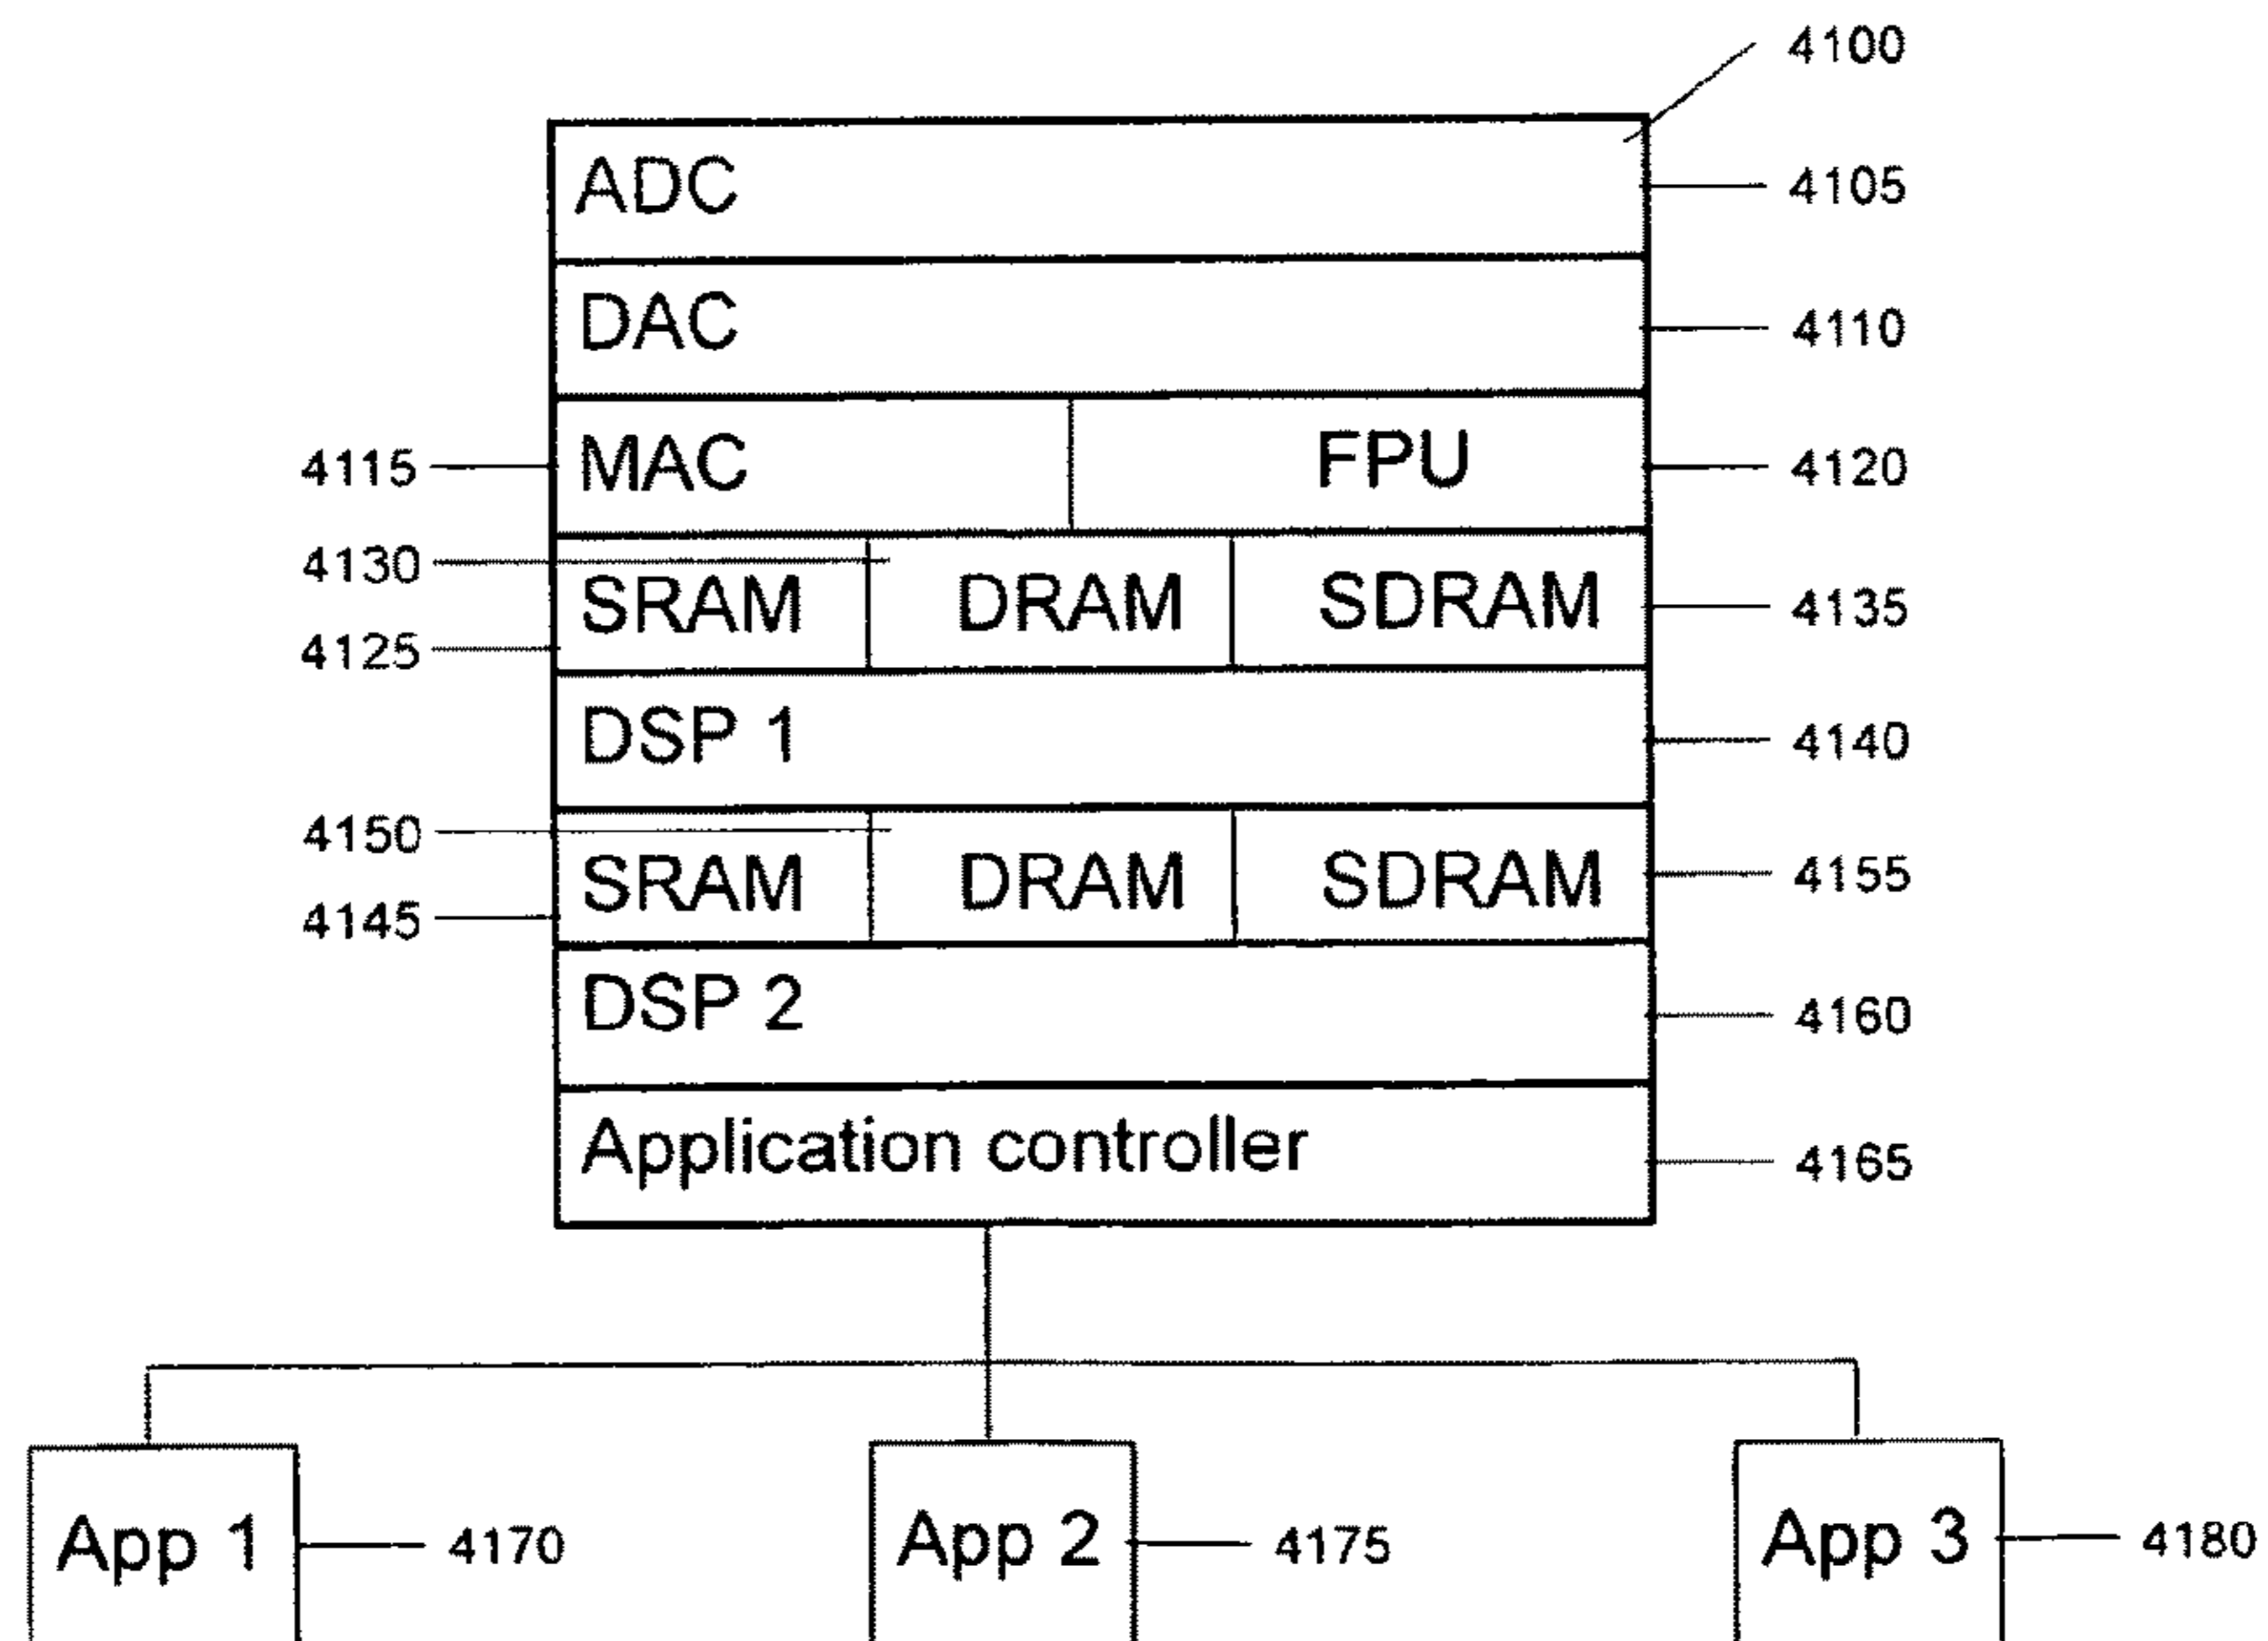 4100
ADC 4105
DAC 4110
4115 MAC FPU 4120
4130
SRAM DRAM SDRAM 4135
4125
DSP 1 4140
4150
SRAM DRAM SDRAM 4155
4145
DSP 2 4160
Application controller 4165
App 1 4170 App 2 4175 App 3 4180